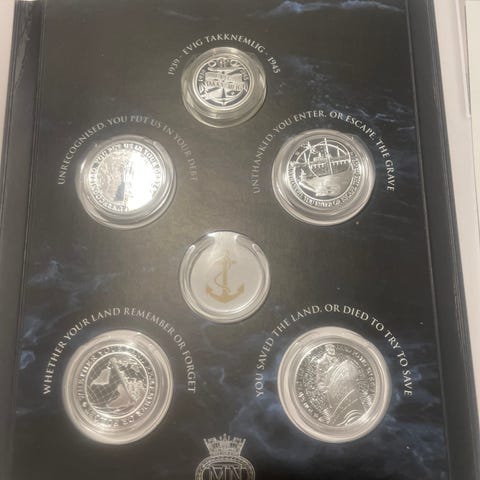 1939 - EVIG TAKKNEMLIG - 1945
UNRECOGNISED, YOU PUT US IN YOUR DEBT
UNTHANKED, YOU ENTER, OR ESCAPE, THE GRAVE
WHETHER YOUR LAND REMEMBER OR FORGET
YOU SAVED THE LAND, OR DIED TO TRY TO SAVE
MN